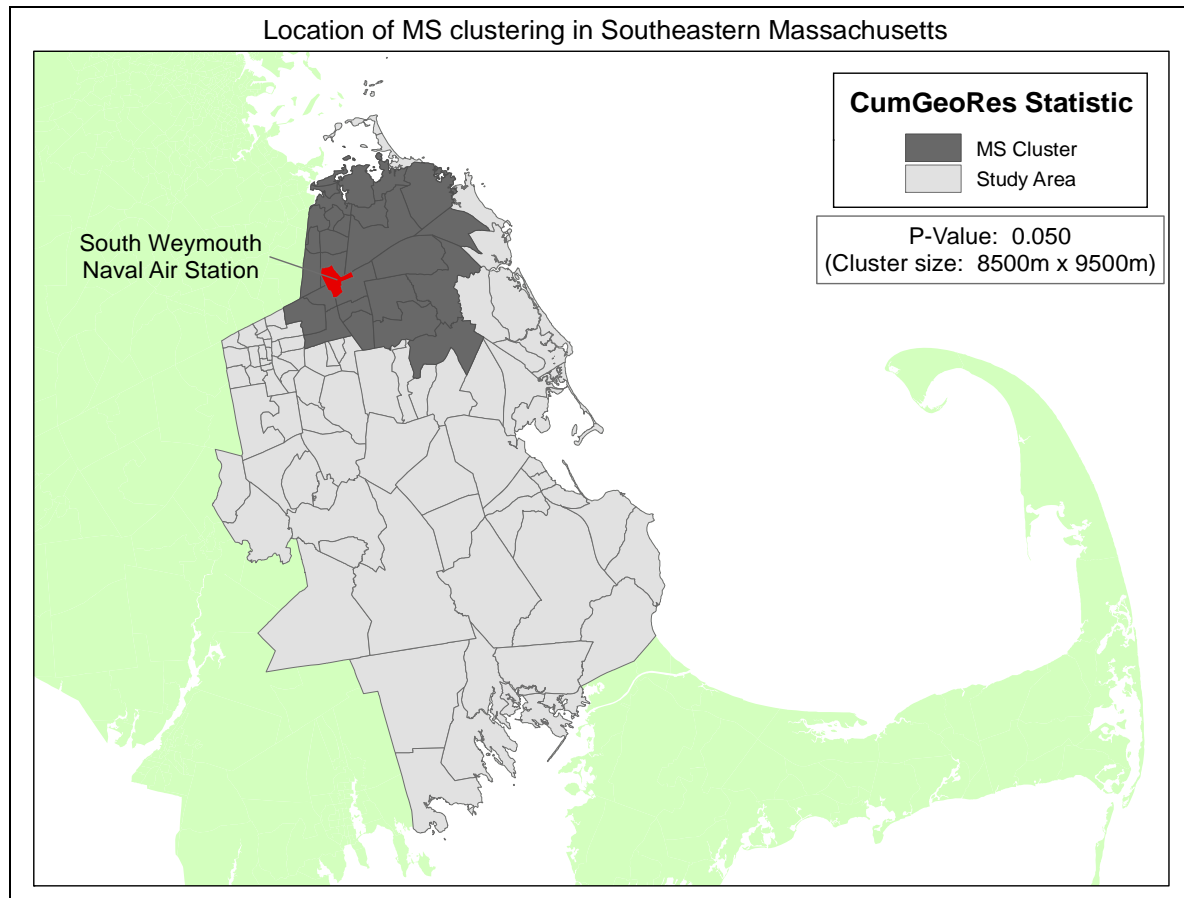 Location of MS clustering in Southeastern Massachusetts
CumGeoRes Statistic
MS Cluster
Study Area
P-Value: 0.050
(Cluster size: 8500m x 9500m)
South Weymouth
Naval Air Station